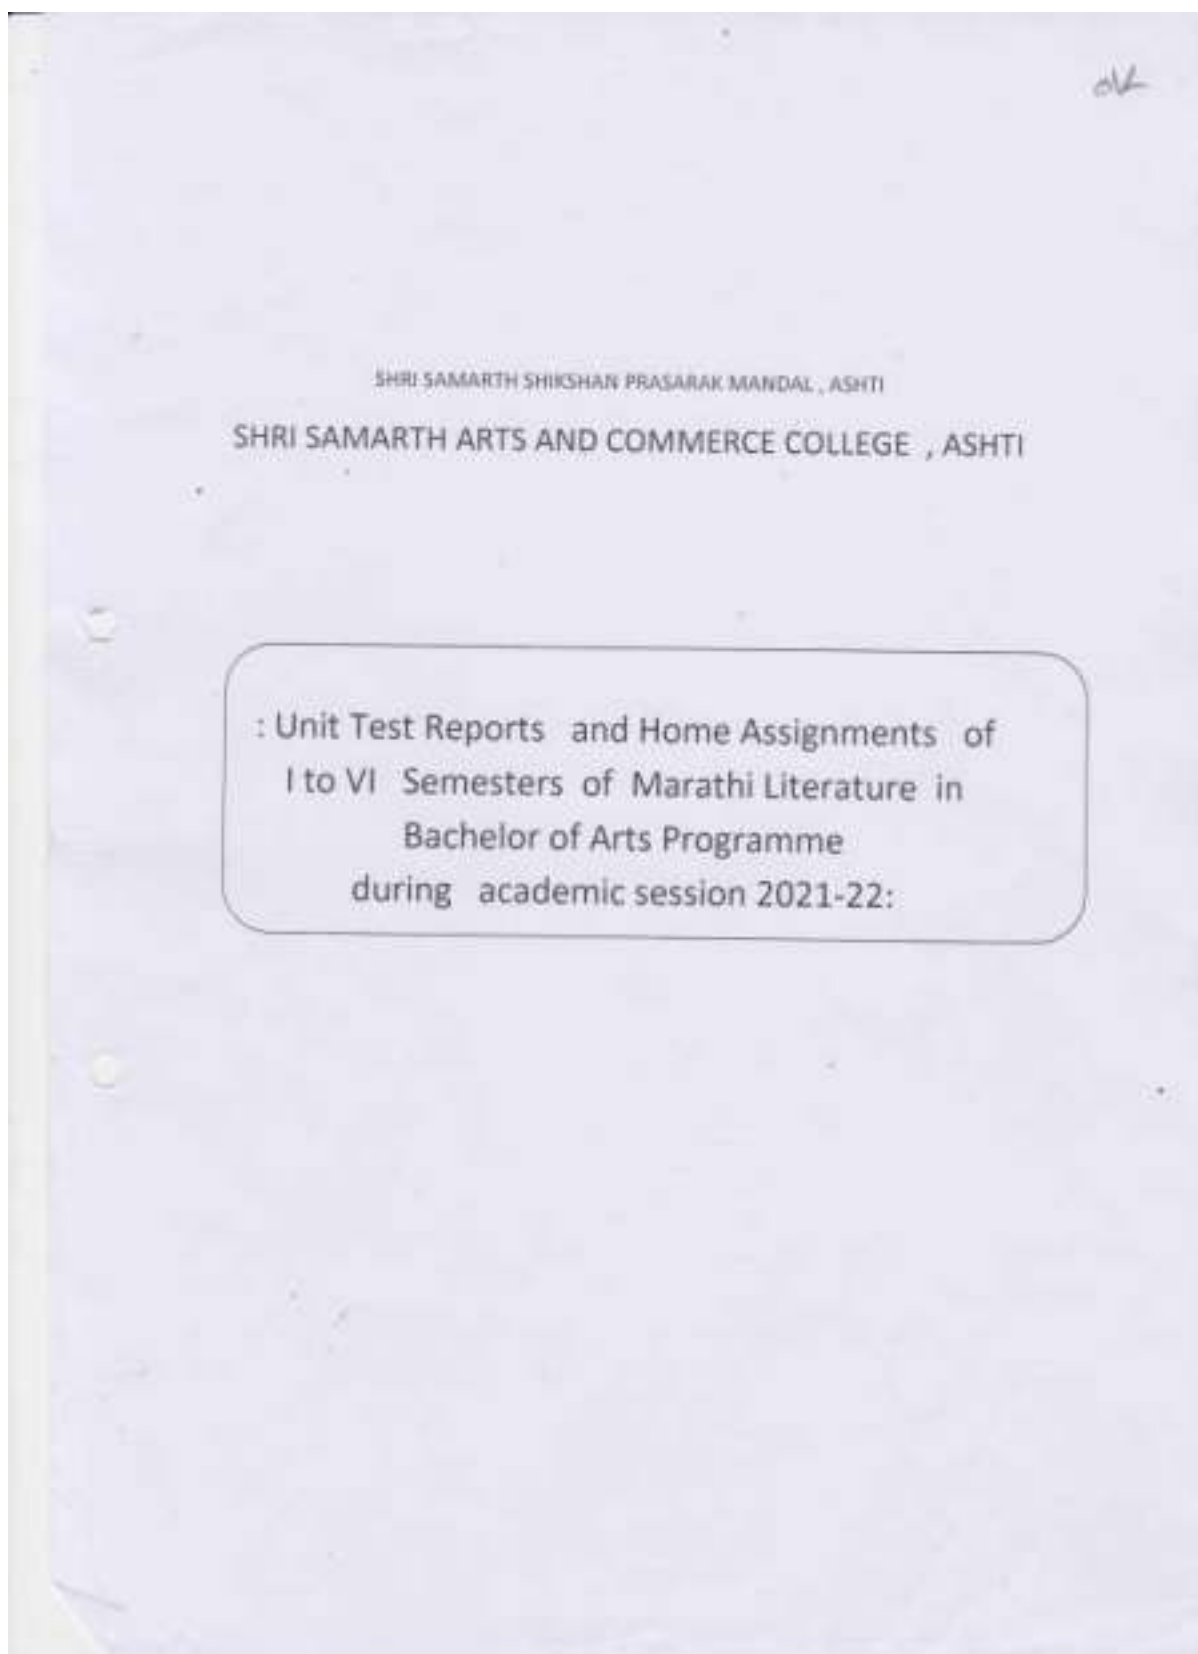 SHRI SAMARTH SHIKSHAN PRASARAK MANDAL , ASHTI
SHRI SAMARTH ARTS AND COMMERCE COLLEGE , ASHTI
: Unit Test Reports and Home Assignments of
I to VI Semesters of Marathi Literature in
Bachelor of Arts Programme
during academic session 2021-22: